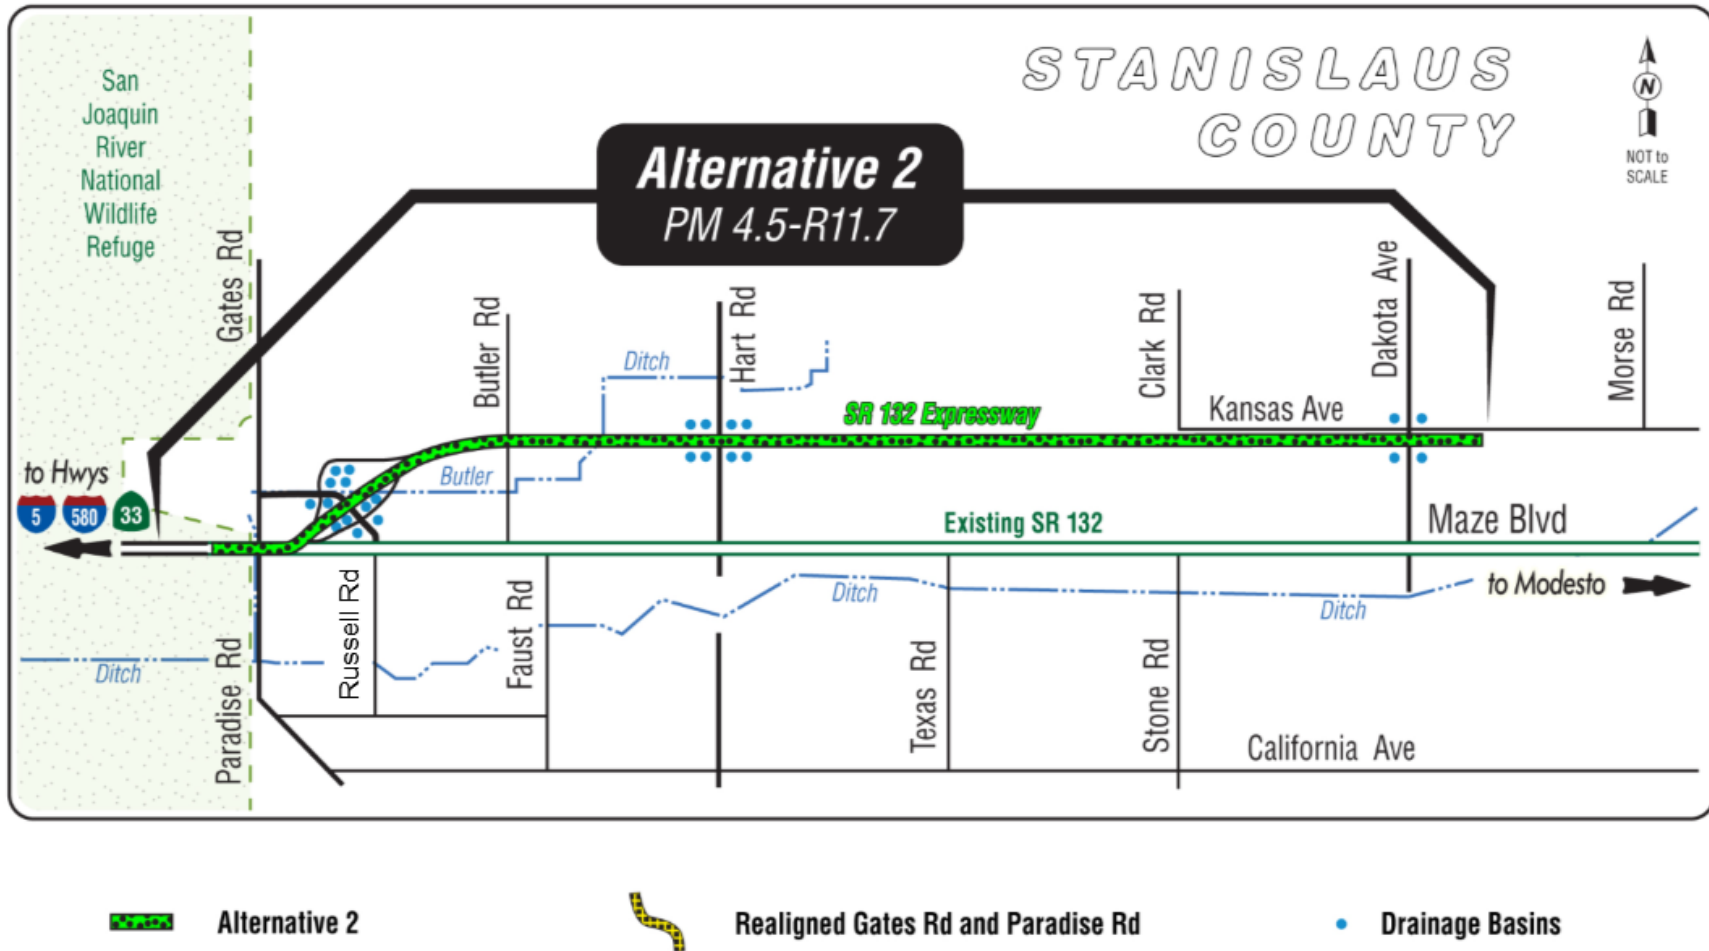 STANISLAUS
COUNTY
N
NOT to
SCALE
San
Joaquin
River
National
Wildlife
Refuge
Alternative 2
PM 4.5-R11.7
Gates Rd
Butler Rd
Hart Rd
Clark Rd
Dakota Ave
Morse Rd
Ditch
SR 132 Expressway
Kansas Ave
to Hwys
5
580
33
Butler
Existing SR 132
Maze Blvd
to Modesto
Ditch
Ditch
Ditch
Paradise Rd
Russell Rd
Faust Rd
Texas Rd
Stone Rd
California Ave
Alternative 2
Realigned Gates Rd and Paradise Rd
Drainage Basins